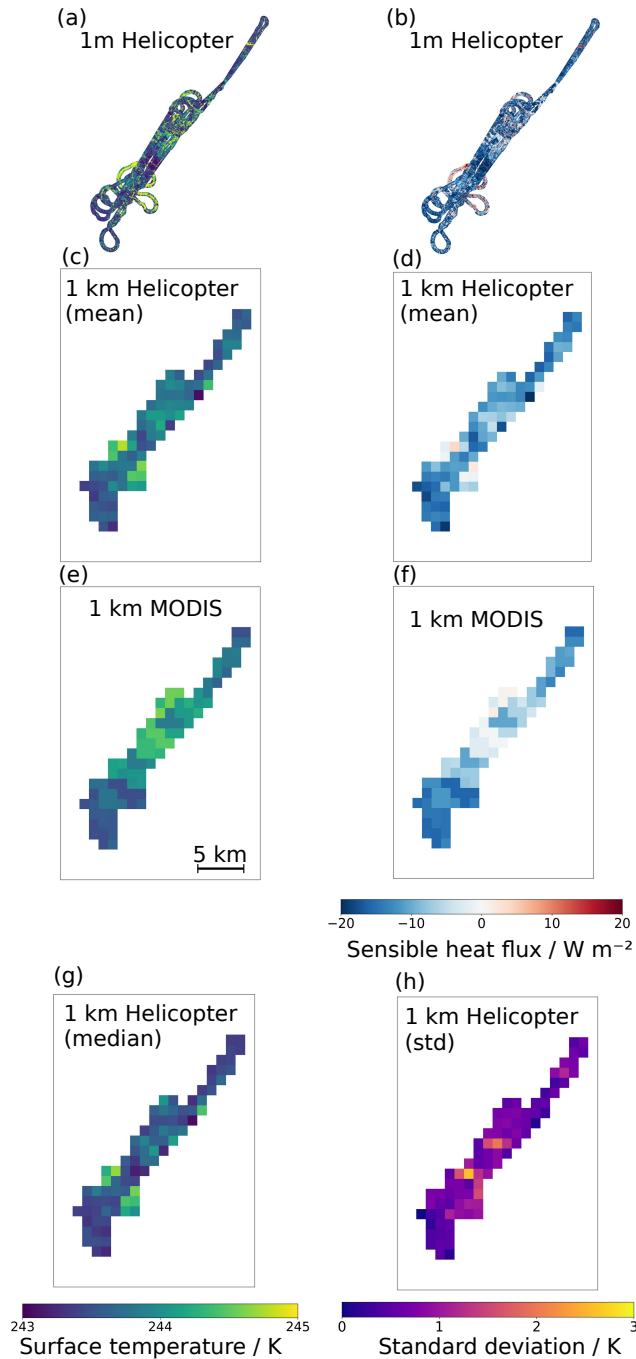 (a)
1m Helicopter
(b)
1m Helicopter
(c)
1 km Helicopter
(mean)
(d)
1 km Helicopter
(mean)
(e)
1 km MODIS
5 km
(f)
1 km MODIS
−20 −10 0 10 20
Sensible heat flux / W m⁻²
(g)
1 km Helicopter
(median)
(h)
1 km Helicopter
(std)
243 244 245
Surface temperature / K
0 1 2 3
Standard deviation / K